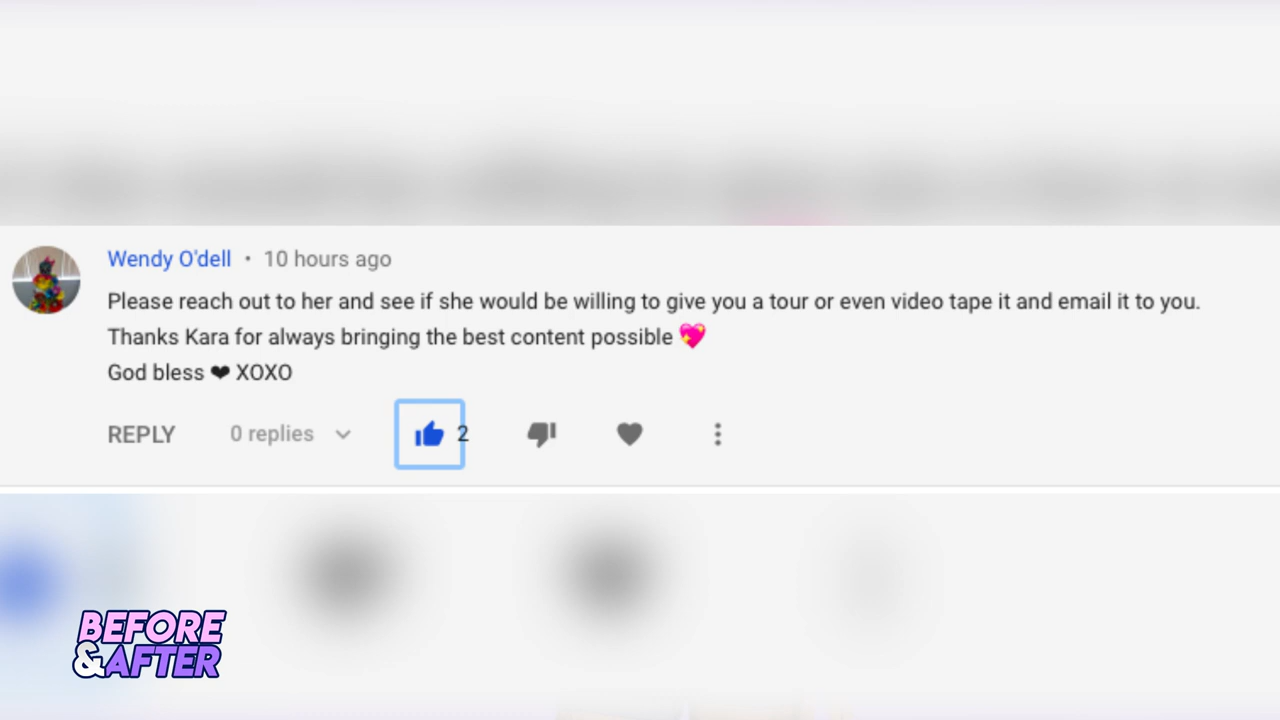 Wendy O'dell • 10 hours ago
Please reach out to her and see if she would be willing to give you a tour or even video tape it and email it to you.
Thanks Kara for always bringing the best content possible 💖
God bless ❤ XOXO
REPLY 0 replies 2
BEFORE
&AFTER